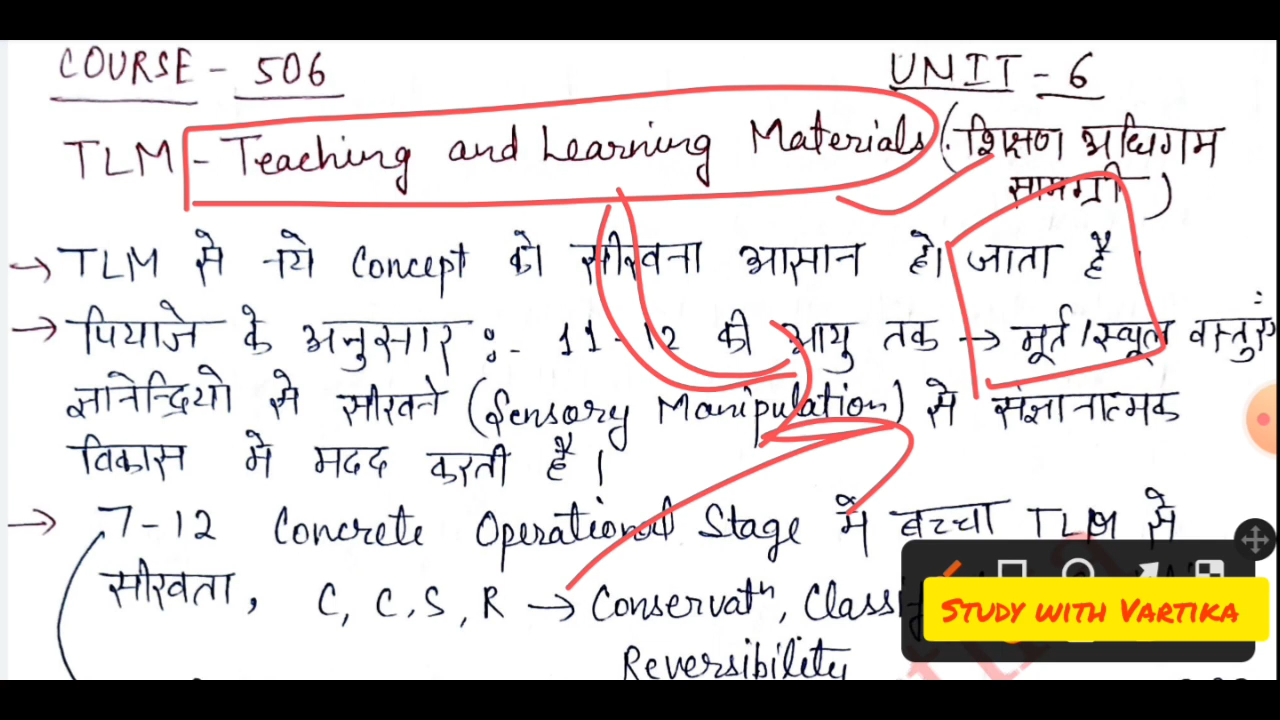 COURSE - 506 UNIT - 6
TLM - Teaching and Learning Materials (शिक्षण अधिगम
सामग्री)
→ TLM से नये Concept को सीखना आसान हो जाता है।
→ पियाजे के अनुसार :- 11-12 की आयु तक → मूर्त/स्थूल वस्तुएं
ज्ञानेन्द्रियो से सीखने (Sensory Manipulation) से संज्ञानात्मक
विकास मे मदद करती है।
→ 7-12 Concrete Operational Stage में बच्चा TLM से
सीखता, C, C, S, R → Conservatn, Classif
STUDY WITH VARTIKA
Reversibility